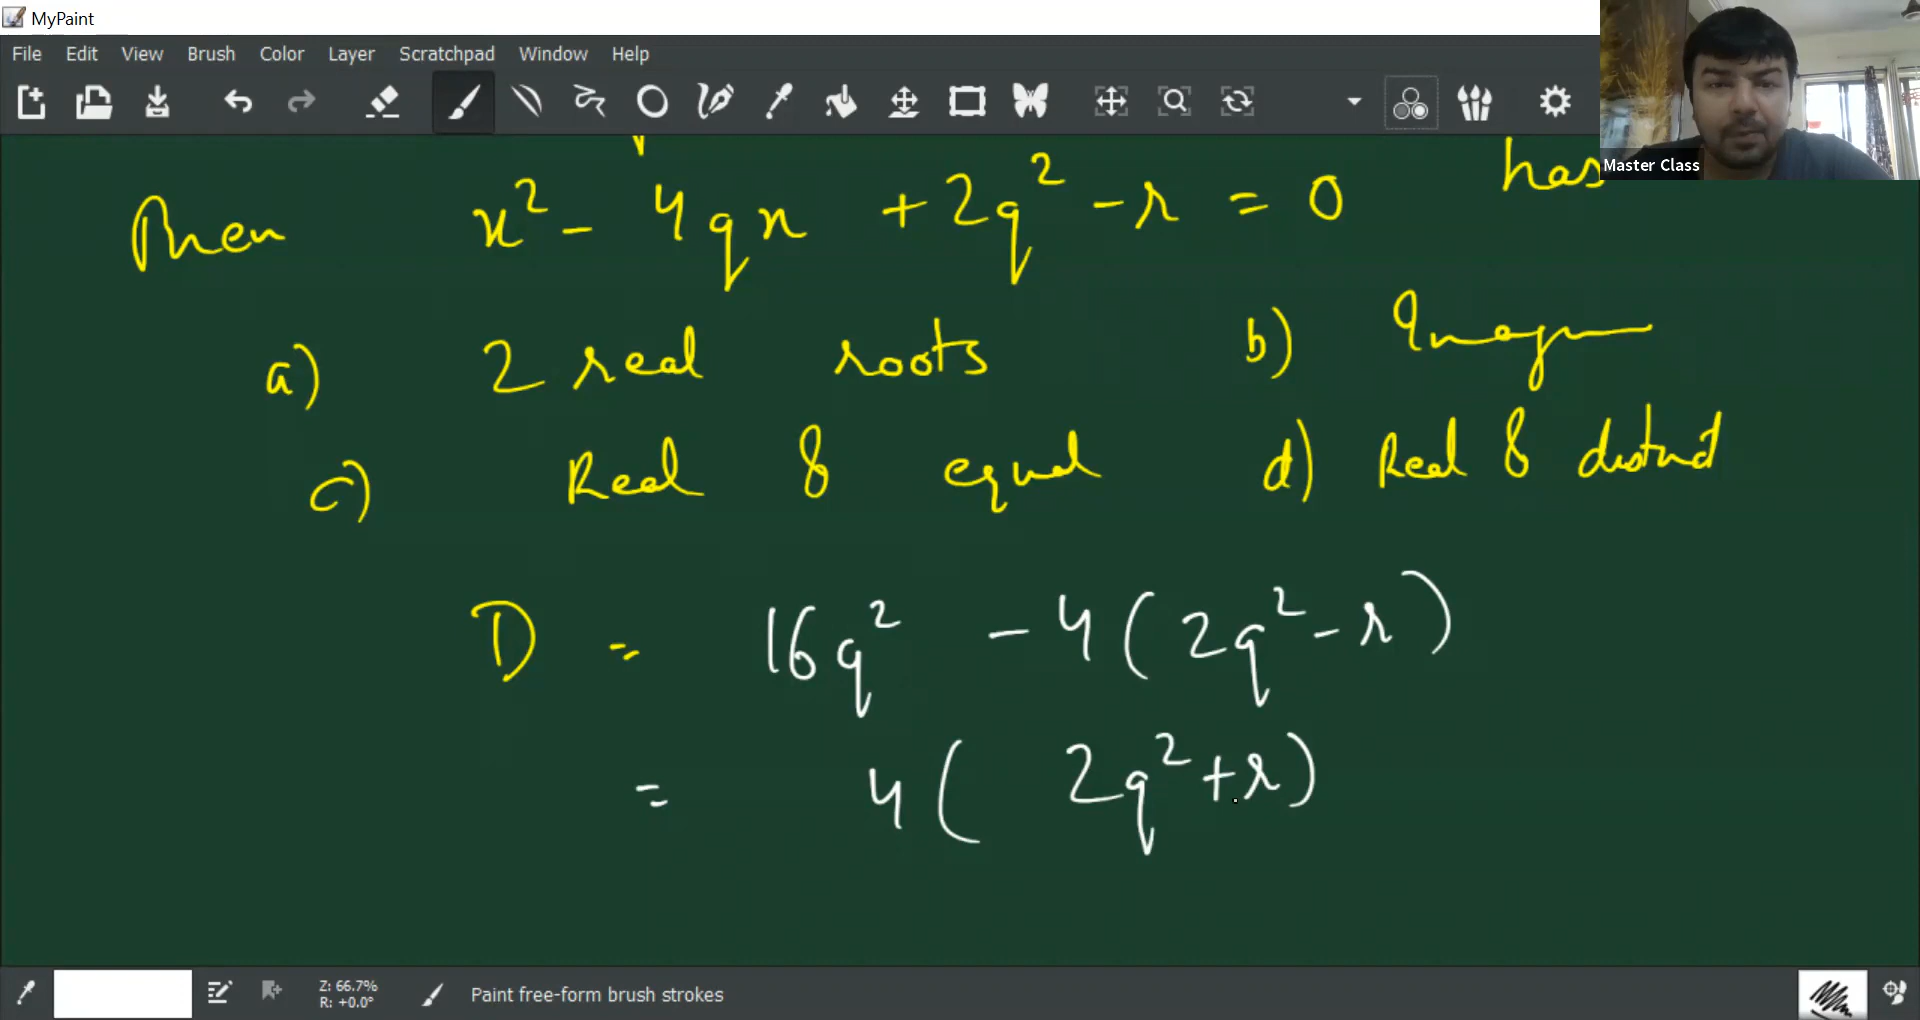 MyPaint
File Edit View Brush Color Layer Scratchpad Window Help
Master Class
Then x² - 4qx + 2q² - r = 0 has
a) 2 real roots b)
c) Real & equal d) Real & distinct
D = 16q² - 4(2q² - r)
= 4( 2q² + r)
Z: 66.7%
R: +0.0°
Paint free-form brush strokes